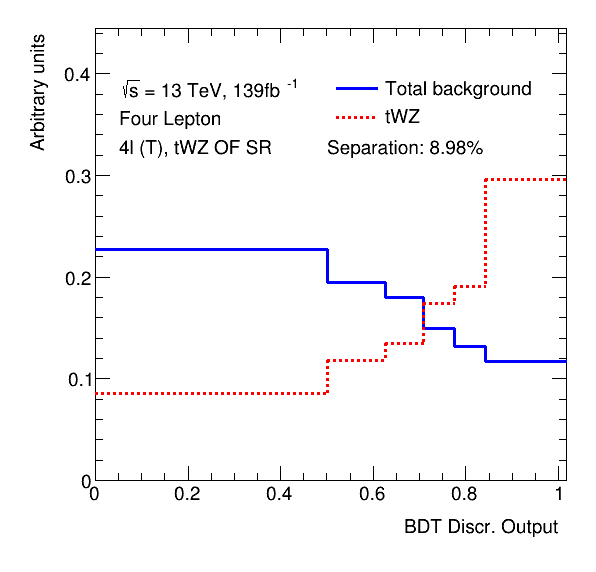 Arbitrary units
√s = 13 TeV, 139fb -1
Four Lepton
4l (T), tWZ OF SR
Total background
tWZ
Separation: 8.98%
0.4
0.3
0.2
0.1
0
0 0.2 0.4 0.6 0.8 1
BDT Discr. Output